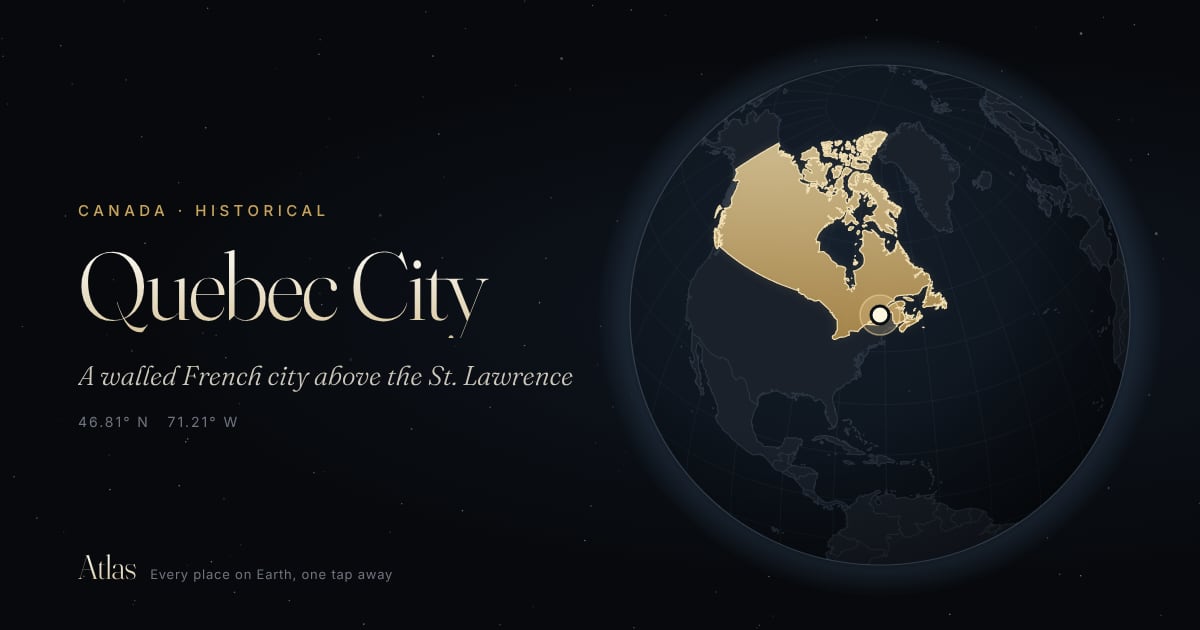 CANADA · HISTORICAL
Quebec City
A walled French city above the St. Lawrence
46.81° N 71.21° W
Atlas Every place on Earth, one tap away